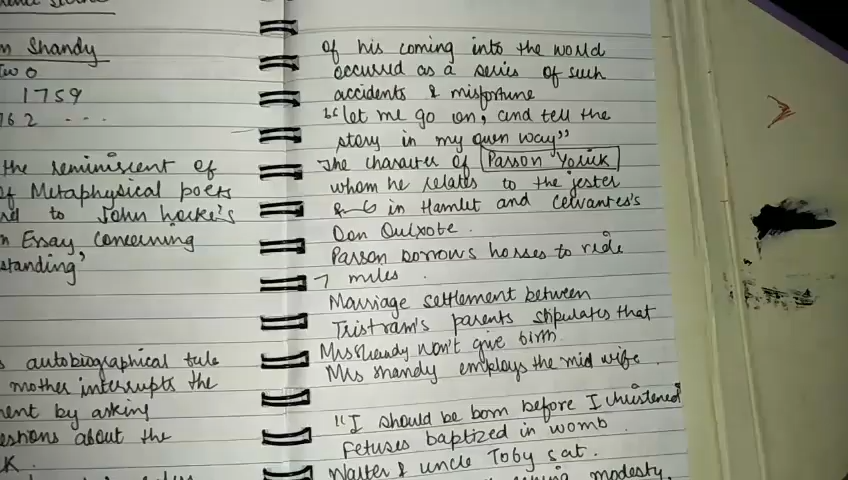 m Shandy
Two
1759
762 ...
the reminiscent of
of Metaphysical poets
to John Locke's
n Essay Concerning
standing'
s autobiographical tale
mother interrupts the
ment by asking
estions about the
K.
of his coming into the world
occurred as a series of such
accidents & misfortune
"let me go on, and tell the
story in my own way"
The character of Parson Yorick
whom he relates to the jester
in Hamlet and Cervantes's
Don Quixote.
Parson borrows horses to ride
7 miles.
Marriage settlement between
Tristram's parents stipulates that
Mrs Shandy won't give birth
Mrs Shandy employs the mid wife.
"I should be born before I christened
Fetuses baptized in womb.
Walter & uncle Toby sat.
modesty,